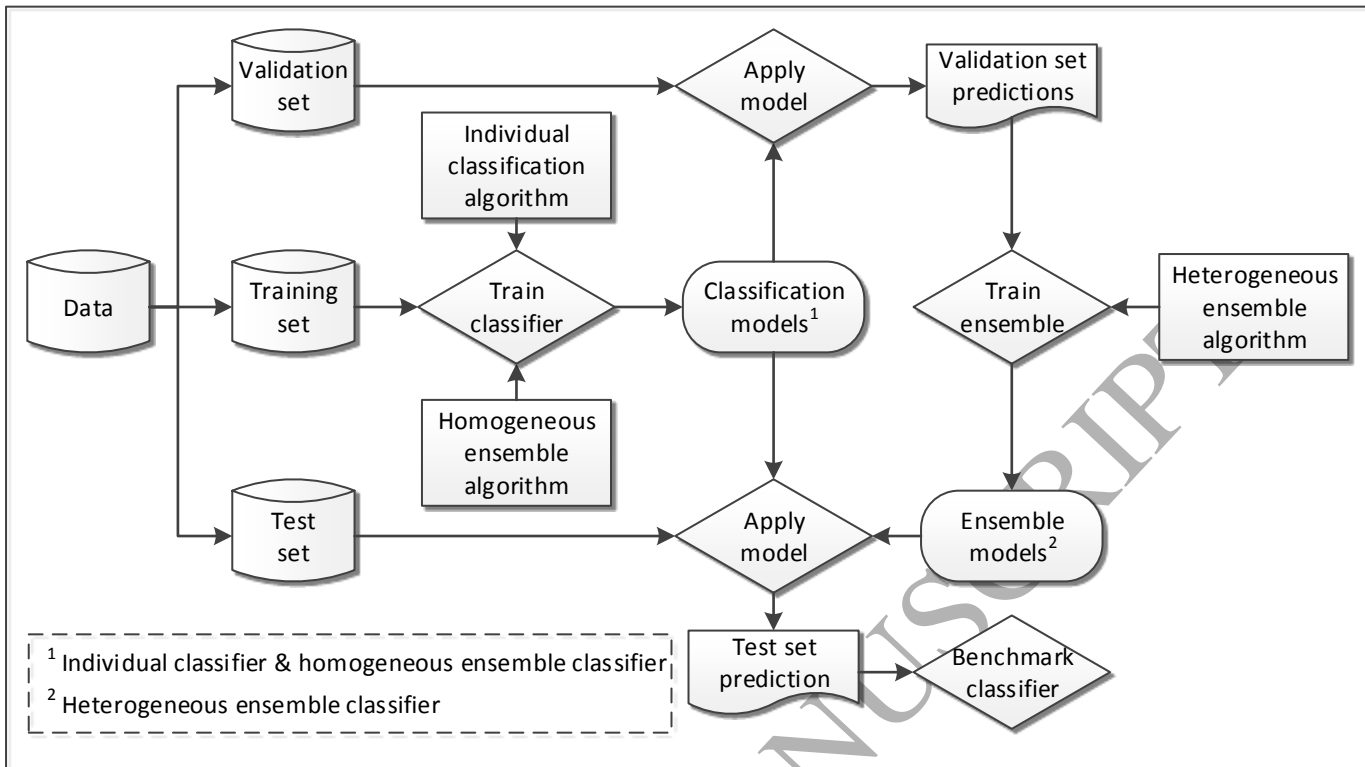 Validation
set
Apply
model
Validation set
predictions
Individual
classification
algorithm
Data
Training
set
Train
classifier
Classification
models¹
Train
ensemble
Heterogeneous
ensemble
algorithm
Homogeneous
ensemble
algorithm
Test
set
Apply
model
Ensemble
models²
Test set
prediction
Benchmark
classifier
¹ Individual classifier & homogeneous ensemble classifier
² Heterogeneous ensemble classifier